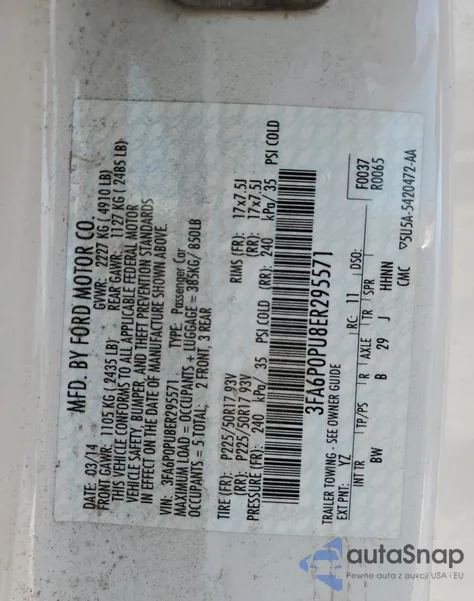 MFD. BY FORD MOTOR CO.
DATE: 03/14 GVWR: 2227 KG ( 4910 LB)
FRONT GAWR: 1105 KG ( 2435 LB) REAR GAWR: 1127 KG ( 2485 LB)
THIS VEHICLE CONFORMS TO ALL APPLICABLE FEDERAL MOTOR
VEHICLE SAFETY, BUMPER, AND THEFT PREVENTION STANDARDS
IN EFFECT ON THE DATE OF MANUFACTURE SHOWN ABOVE.
VIN: 3FA6P0PU8ER295571 TYPE: Passenger Car
MAXIMUM LOAD = OCCUPANTS + LUGGAGE = 385KG/ 850LB
OCCUPANTS = 5 TOTAL; 2 FRONT, 3 REAR
TIRE (FR): P225/50R17 93V RIMS (FR): 17x7.5J
(RR): P225/50R17 93V (RR): 17x7.5J
PRESSURE (FR): 240 kPa/ 35 PSI COLD (RR): 240 kPa/ 35 PSI COLD
3FA6P0PU8ER295571
TRAILER TOWING - SEE OWNER GUIDE F0037
EXT PNT: YZ RC: 11 DSO: R0065
INT TR TP/PS R AXLE TR SPR
BW B 29 J HHNN
CMC ▽5U5A-5420472-AA
autaSnap
Pewne auta z aukcji USA - EU